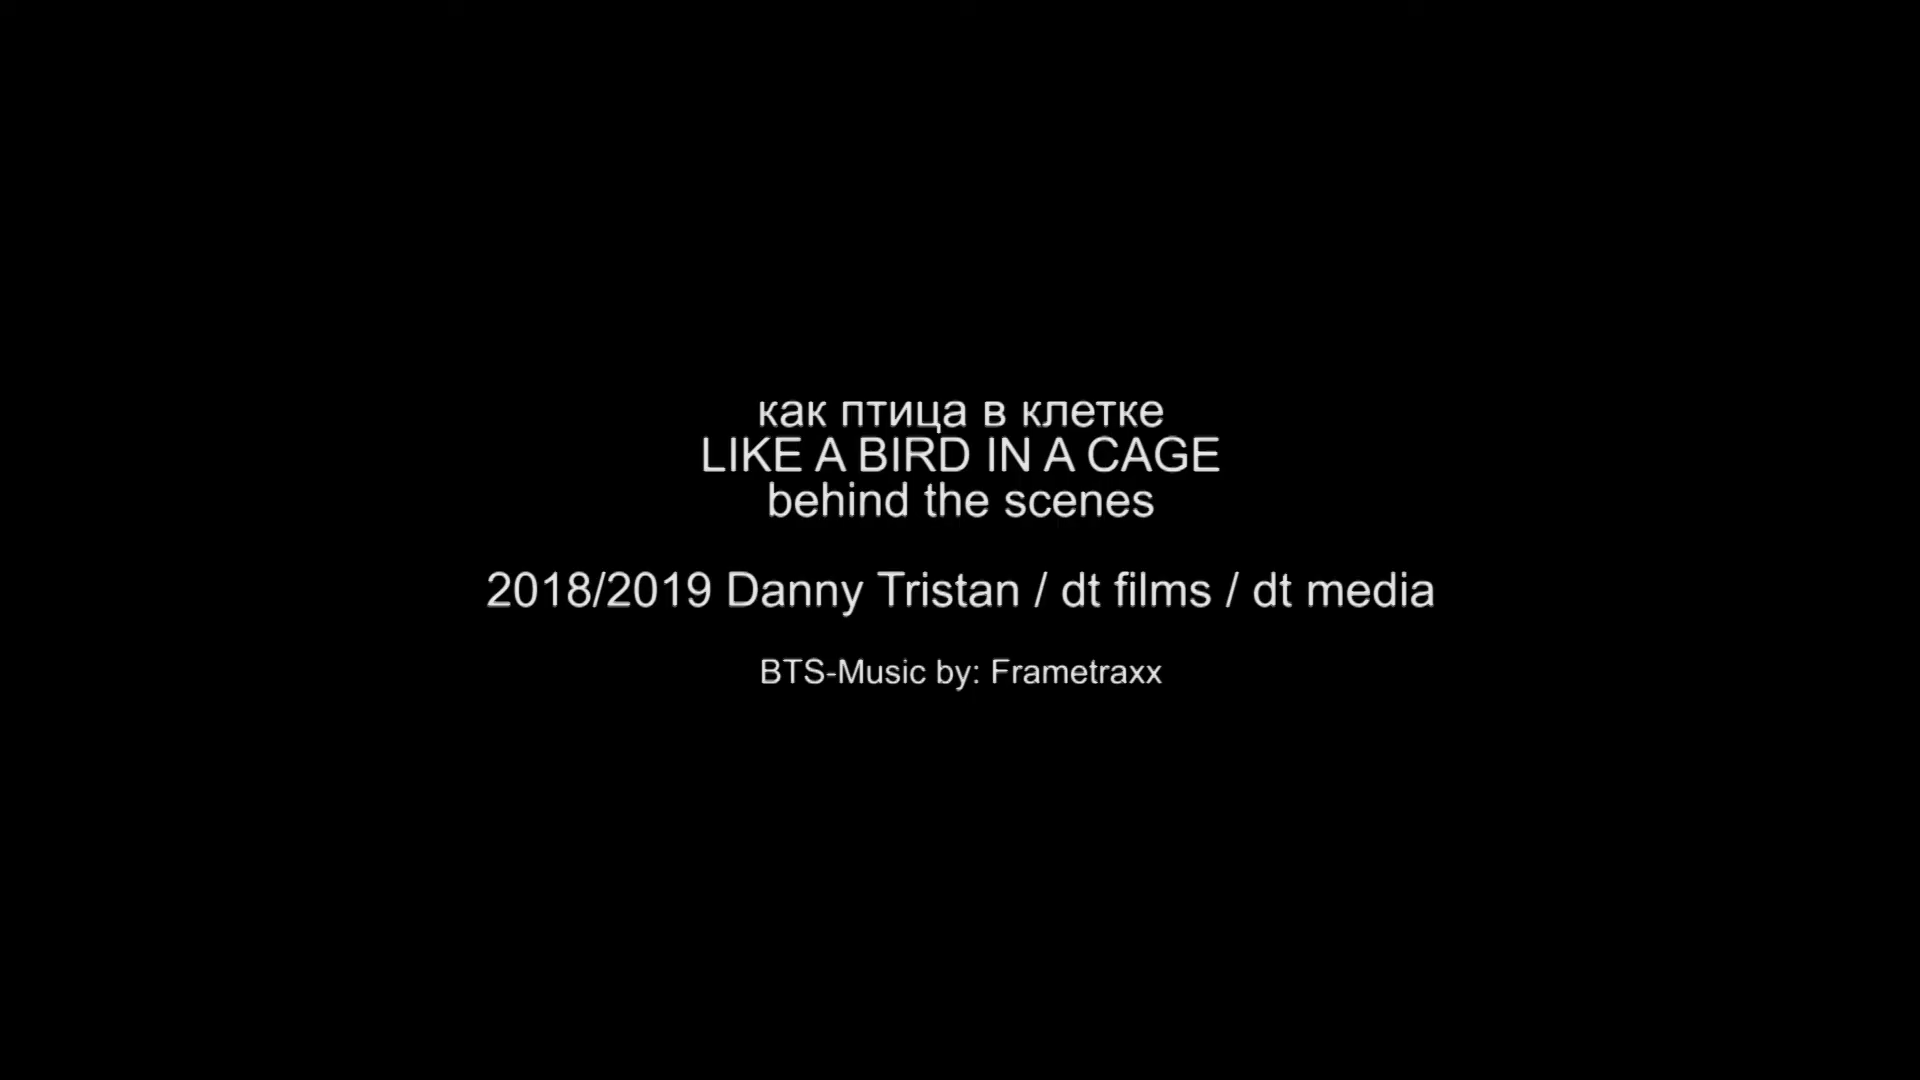 как птица в клетке
LIKE A BIRD IN A CAGE
behind the scenes
2018/2019 Danny Tristan / dt films / dt media
BTS-Music by: Frametraxx